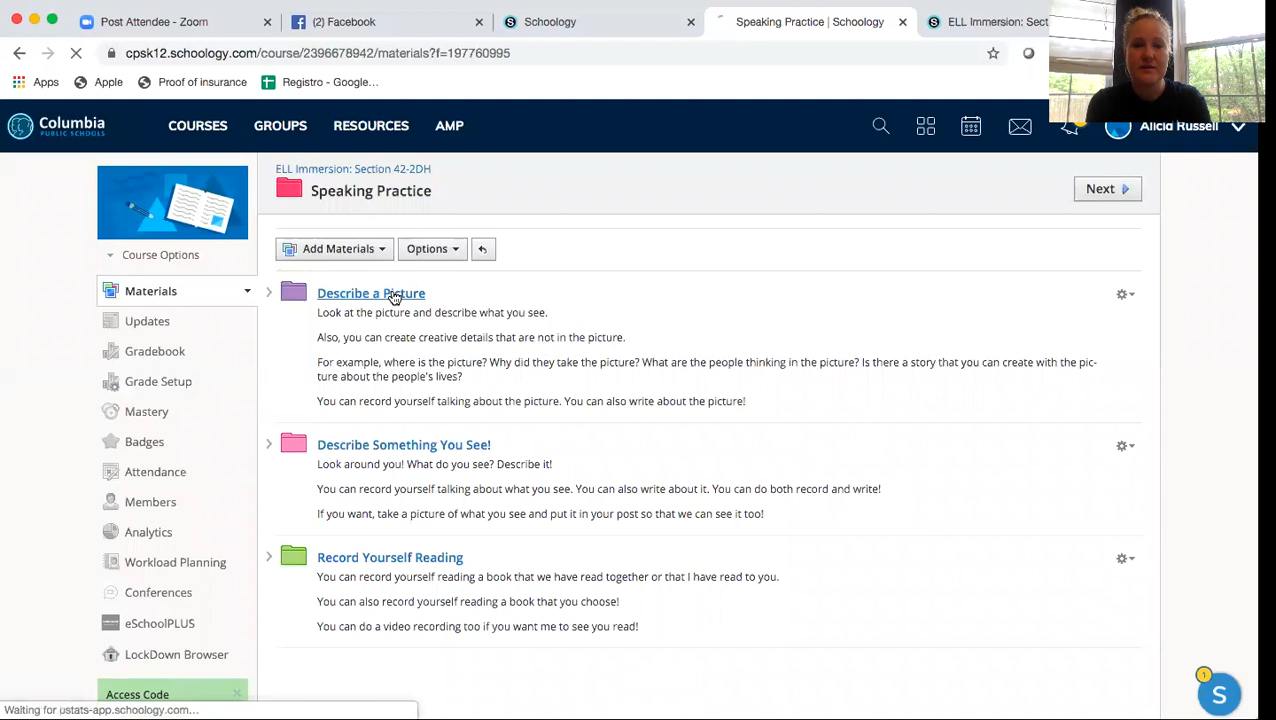 Post Attendee - Zoom
(2) Facebook
Schoology
Speaking Practice | Schoology
ELL Immersion: Sect
cpsk12.schoology.com/course/2396678942/materials?f=197760995
Apps
Apple
Proof of insurance
Registro - Google...
Columbia
PUBLIC SCHOOLS
COURSES
GROUPS
RESOURCES
AMP
Alicia Russell
ELL Immersion: Section 42-2DH
Speaking Practice
Next
Course Options
Add Materials
Options
Materials
Updates
Gradebook
Grade Setup
Mastery
Badges
Attendance
Members
Analytics
Workload Planning
Conferences
eSchoolPLUS
LockDown Browser
Access Code
Describe a Picture
Look at the picture and describe what you see.
Also, you can create creative details that are not in the picture.
For example, where is the picture? Why did they take the picture? What are the people thinking in the picture? Is there a story that you can create with the pic-
ture about the people's lives?
You can record yourself talking about the picture. You can also write about the picture!
Describe Something You See!
Look around you! What do you see? Describe it!
You can record yourself talking about what you see. You can also write about it. You can do both record and write!
If you want, take a picture of what you see and put it in your post so that we can see it too!
Record Yourself Reading
You can record yourself reading a book that we have read together or that I have read to you.
You can also record yourself reading a book that you choose!
You can do a video recording too if you want me to see you read!
1
S
Waiting for ustats-app.schoology.com...